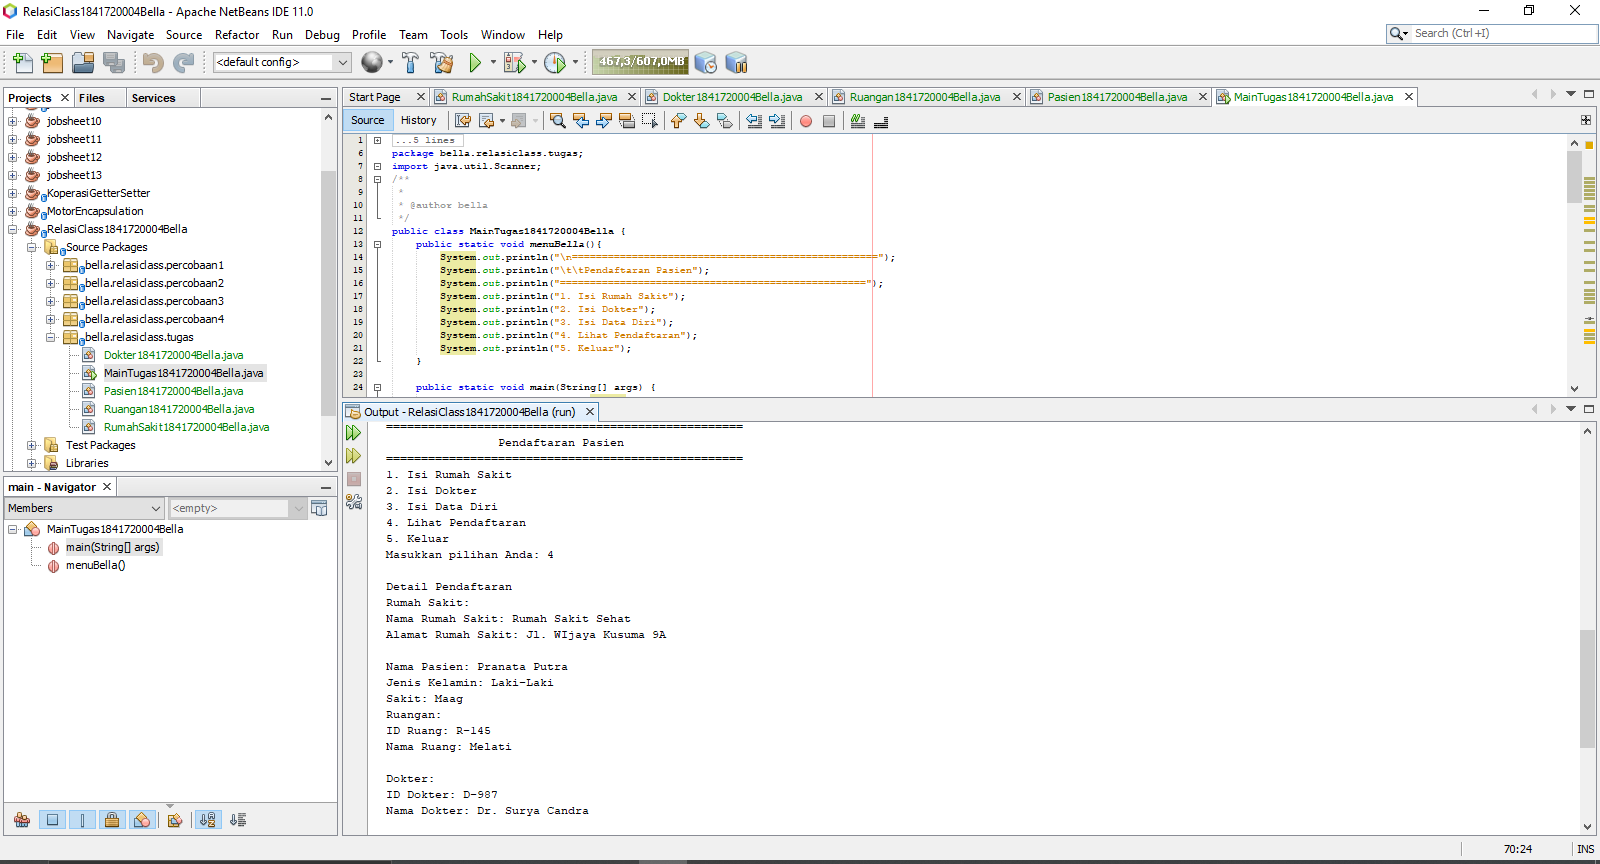 RelasiClass1841720004Bella - Apache NetBeans IDE 11.0
File Edit View Navigate Source Refactor Run Debug Profile Team Tools Window Help
Search (Ctrl+I)
<default config>
467,3/607,0MB
Projects Files Services
jobsheet10
jobsheet11
jobsheet12
jobsheet13
KoperasiGetterSetter
MotorEncapsulation
RelasiClass1841720004Bella
Source Packages
bella.relasiclass.percobaan1
bella.relasiclass.percobaan2
bella.relasiclass.percobaan3
bella.relasiclass.percobaan4
bella.relasiclass.tugas
Dokter1841720004Bella.java
MainTugas1841720004Bella.java
Pasien1841720004Bella.java
Ruangan1841720004Bella.java
RumahSakit1841720004Bella.java
Test Packages
Libraries
main - Navigator
Members
<empty>
MainTugas1841720004Bella
main(String[] args)
menuBella()
Start Page RumahSakit1841720004Bella.java Dokter1841720004Bella.java Ruangan1841720004Bella.java Pasien1841720004Bella.java MainTugas1841720004Bella.java
Source History
1 ...5 lines
6 package bella.relasiclass.tugas;
7 import java.util.Scanner;
8 /**
9 *
10 * @author bella
11 */
12 public class MainTugas1841720004Bella {
13 public static void menuBella(){
14 System.out.println("\n===================================================");
15 System.out.println("\t\tPendaftaran Pasien");
16 System.out.println("===================================================");
17 System.out.println("1. Isi Rumah Sakit");
18 System.out.println("2. Isi Dokter");
19 System.out.println("3. Isi Data Diri");
20 System.out.println("4. Lihat Pendaftaran");
21 System.out.println("5. Keluar");
22 }
23
24 public static void main(String[] args) {
Output - RelasiClass1841720004Bella (run)
===================================================
Pendaftaran Pasien
===================================================
1. Isi Rumah Sakit
2. Isi Dokter
3. Isi Data Diri
4. Lihat Pendaftaran
5. Keluar
Masukkan pilihan Anda: 4
Detail Pendaftaran
Rumah Sakit:
Nama Rumah Sakit: Rumah Sakit Sehat
Alamat Rumah Sakit: Jl. WIjaya Kusuma 9A
Nama Pasien: Pranata Putra
Jenis Kelamin: Laki-Laki
Sakit: Maag
Ruangan:
ID Ruang: R-145
Nama Ruang: Melati
Dokter:
ID Dokter: D-987
Nama Dokter: Dr. Surya Candra
70:24 INS